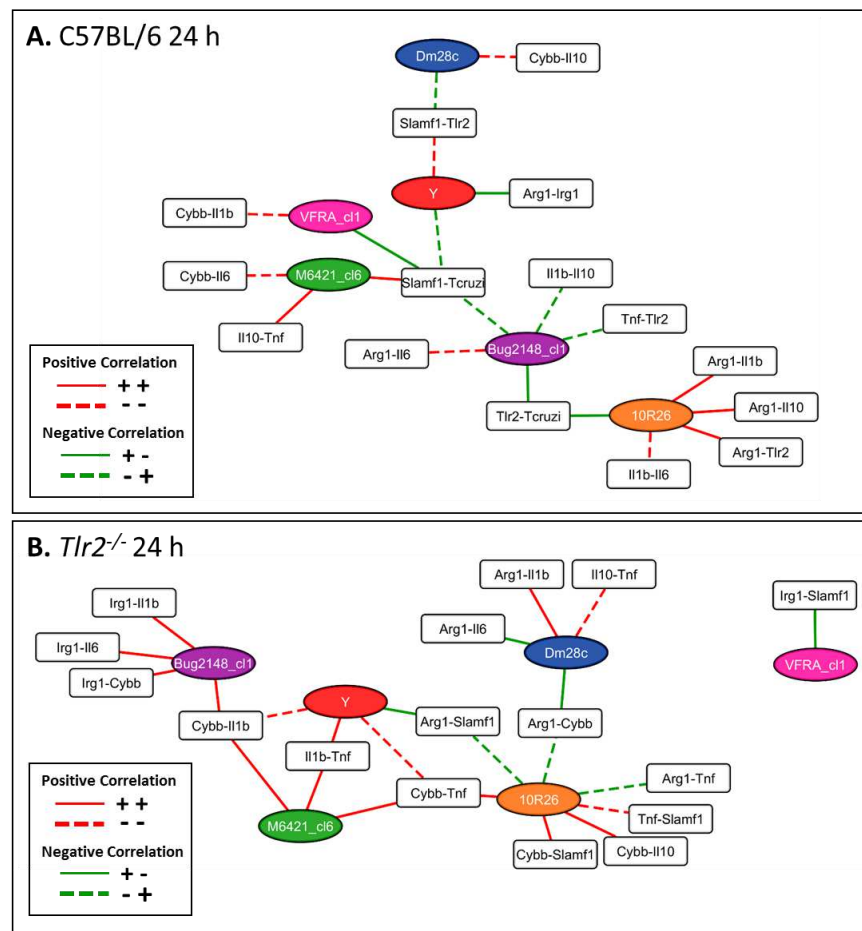 A. C57BL/6 24 h
Dm28c
Cybb-Il10
Slamf1-Tlr2
Y
Arg1-Irg1
Cybb-Il1b
VFRA_cl1
Cybb-Il6
M6421_cl6
Slamf1-Tcruzi
Il1b-Il10
Il10-Tnf
Tnf-Tlr2
Arg1-Il6
Bug2148_cl1
Arg1-Il1b
Tlr2-Tcruzi
10R26
Arg1-Il10
Arg1-Tlr2
Il1b-Il6
Positive Correlation
+ +
- -
Negative Correlation
+ -
- +
B. Tlr2-/- 24 h
Arg1-Il1b
Il10-Tnf
Irg1-Il1b
Irg1-Slamf1
Arg1-Il6
Irg1-Il6
Bug2148_cl1
Dm28c
VFRA_cl1
Irg1-Cybb
Y
Cybb-Il1b
Arg1-Slamf1
Arg1-Cybb
Il1b-Tnf
Arg1-Tnf
Cybb-Tnf
10R26
Tnf-Slamf1
M6421_cl6
Cybb-Slamf1
Cybb-Il10
Positive Correlation
+ +
- -
Negative Correlation
+ -
- +